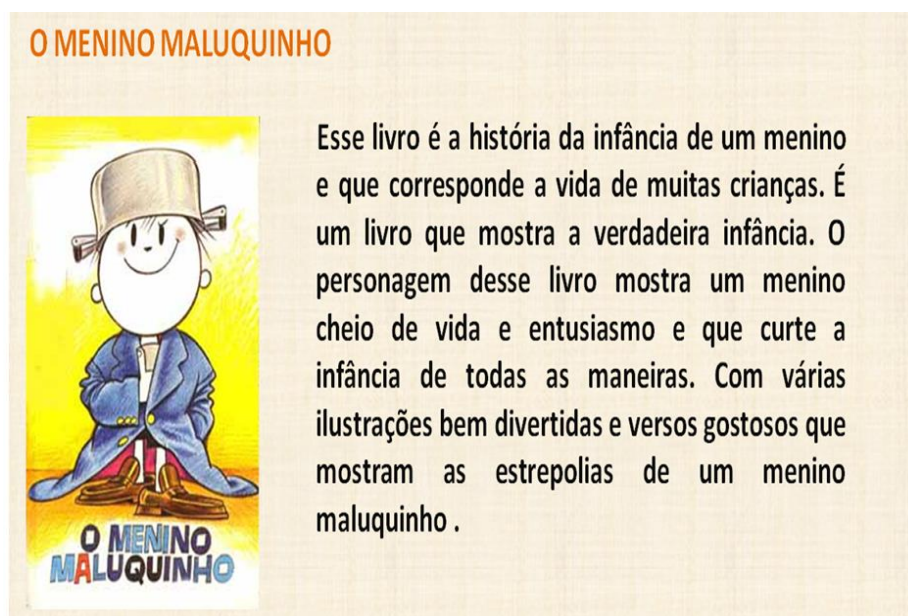 O MENINO MALUQUINHO
Esse livro é a história da infância de um menino
e que corresponde a vida de muitas crianças. É
um livro que mostra a verdadeira infância. O
personagem desse livro mostra um menino
cheio de vida e entusiasmo e que curte a
infância de todas as maneiras. Com várias
ilustrações bem divertidas e versos gostosos que
mostram as estrepolias de um menino
maluquinho .
O MENINO
MALUQUINHO